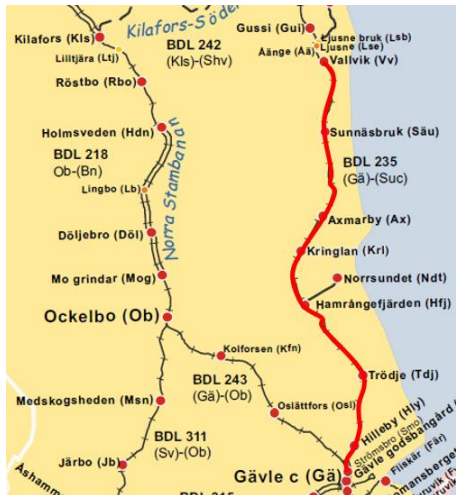 Kilafors-Söder
Gussi (Gui)
Ljusne bruk (Lsb)
Ljusne (Lse)
Äänge (Åä)
Vallvik (Vv)
Kilafors (Kls)
Lilltjära (Ltj)
BDL 242
(Kls)-(Shv)
Röstbo (Rbo)
Holmsveden (Hdn)
Sunnäsbruk (Säu)
BDL 218
Ob-(Bn)
BDL 235
(Gä)-(Suc)
Lingbo (Lb)
Norra Stambanan
Axmarby (Ax)
Döljebro (Döl)
Kringlan (Krl)
Mo grindar (Mog)
Norrsundet (Ndt)
Hamrångefjärden (Hfj)
Ockelbo (Ob)
Kolforsen (Kfn)
BDL 243
(Gä)-(Ob)
Trödje (Tdj)
Medskogsheden (Msn)
Oslättfors (Osl)
BDL 311
(Sv)-(Ob)
Hilleby (Hly)
Strömsbro (Smo)
Gävle godsbangård
Järbo (Jb)
Gävle c (Gä)
Fliskär (Fär)